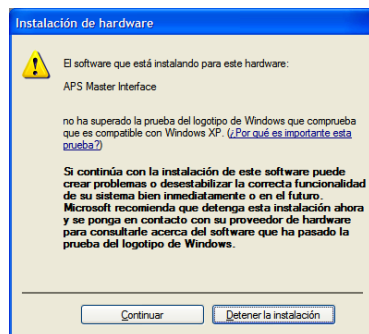 Instalación de hardware
El software que está instalando para este hardware:
APS Master Interface
no ha superado la prueba del logotipo de Windows que comprueba
que es compatible con Windows XP. (¿Por qué es importante esta
prueba?)
Si continúa con la instalación de este software puede
crear problemas o desestabilizar la correcta funcionalidad
de su sistema bien inmediatamente o en el futuro.
Microsoft recomienda que detenga esta instalación ahora
y se ponga en contacto con su proveedor de hardware
para consultarle acerca del software que ha pasado la
prueba del logotipo de Windows.
Continuar
Detener la instalación